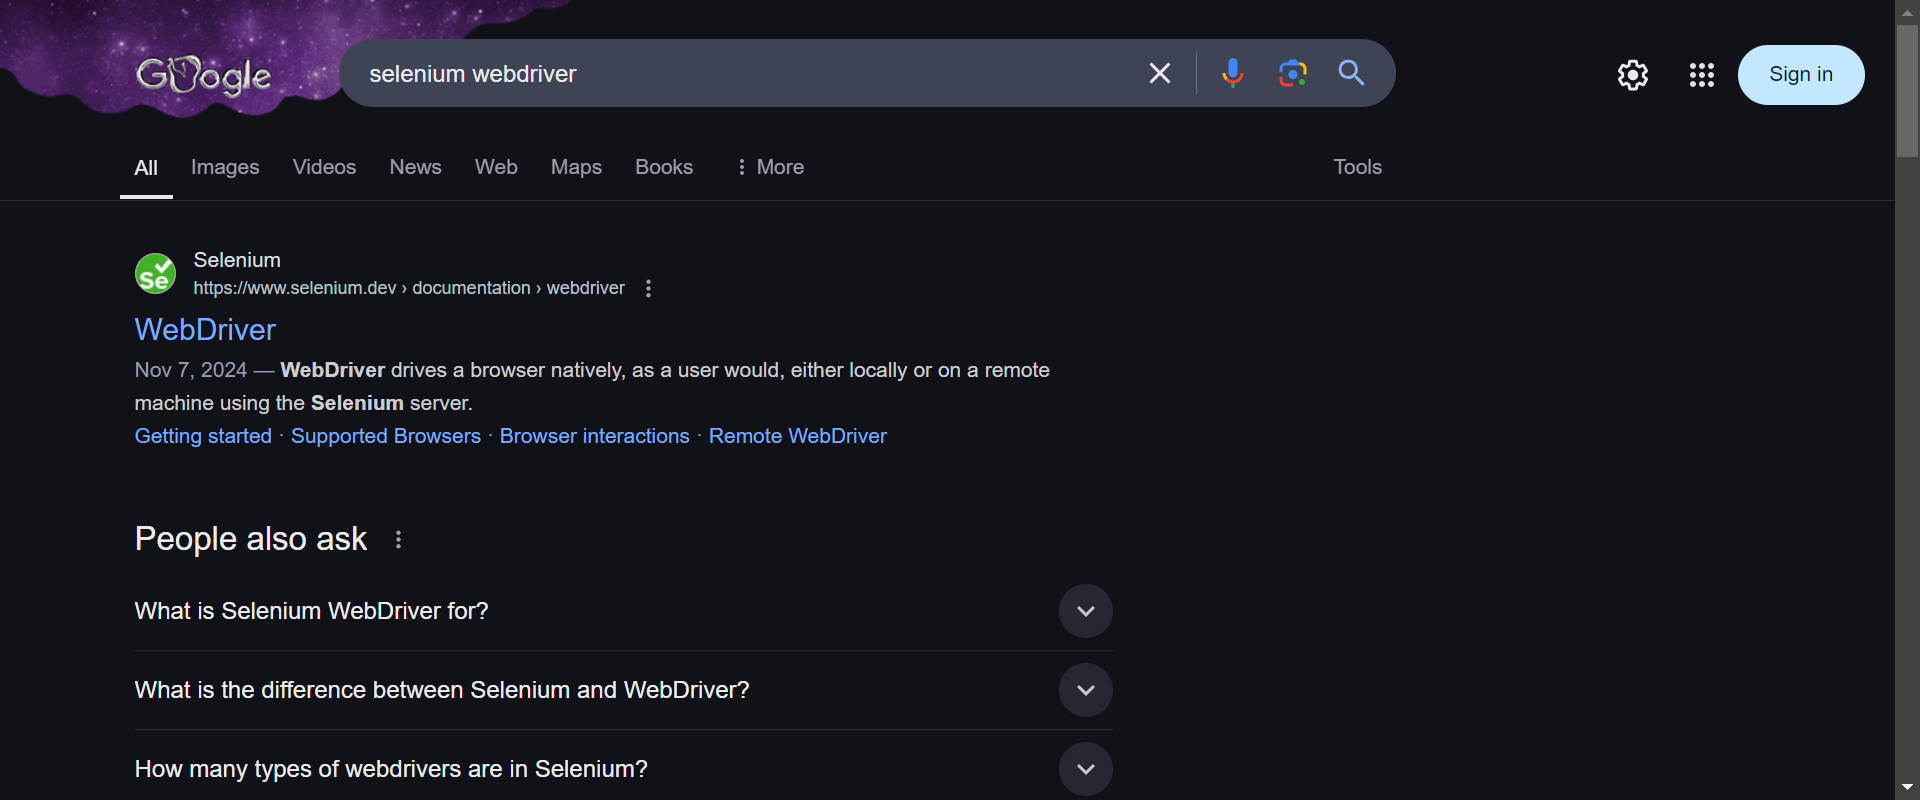 Google
selenium webdriver
Sign in
All Images Videos News Web Maps Books More Tools
Se
Selenium
https://www.selenium.dev › documentation › webdriver
WebDriver
Nov 7, 2024 — WebDriver drives a browser natively, as a user would, either locally or on a remote
machine using the Selenium server.
Getting started · Supported Browsers · Browser interactions · Remote WebDriver
People also ask
What is Selenium WebDriver for?
What is the difference between Selenium and WebDriver?
How many types of webdrivers are in Selenium?